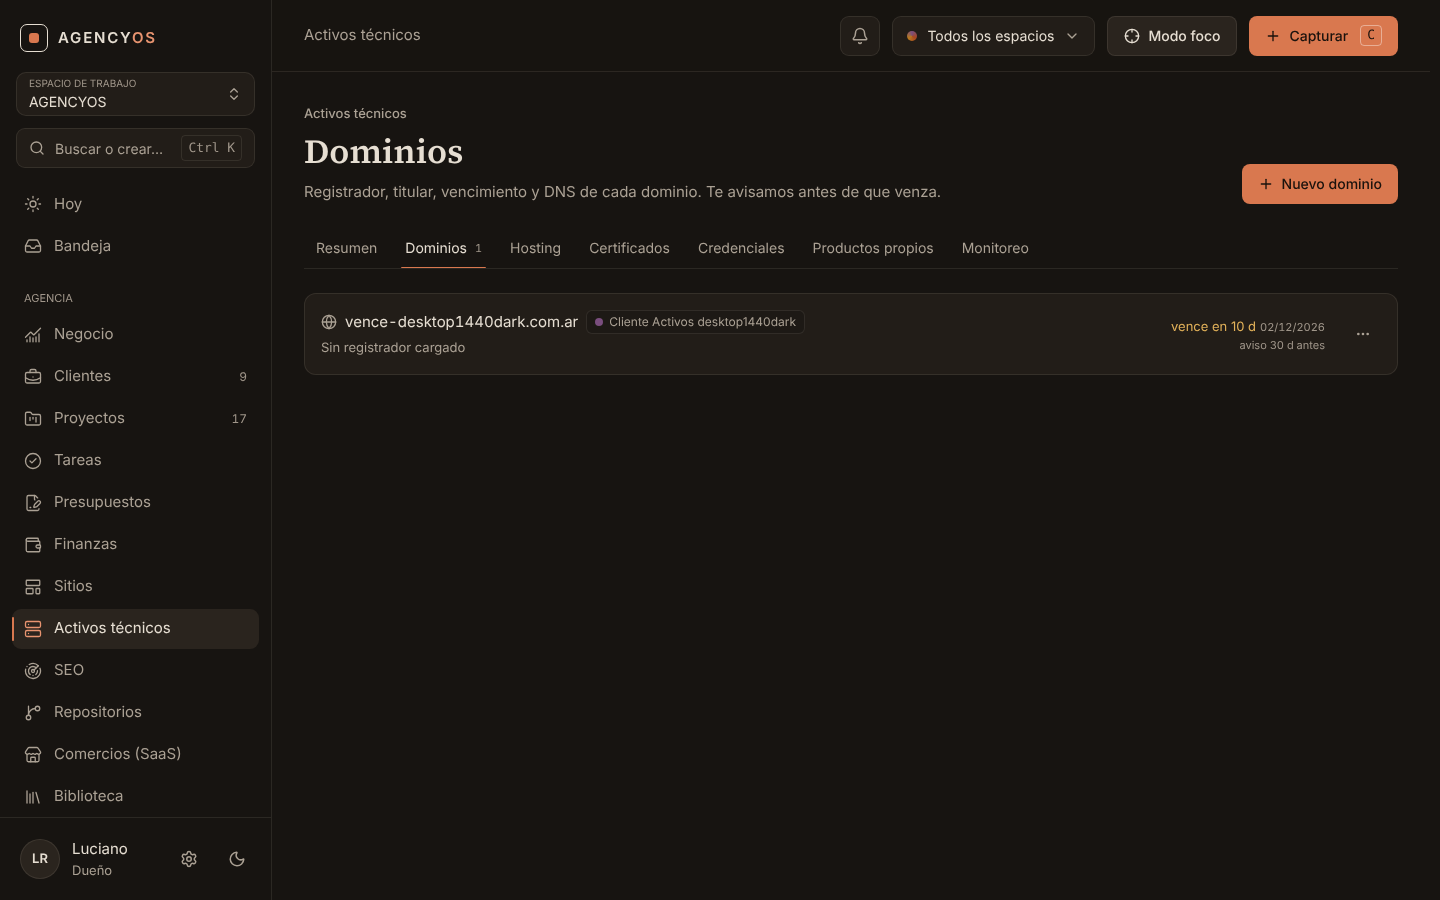 AGENCYOS
ESPACIO DE TRABAJO
AGENCYOS
Buscar o crear... Ctrl K
Hoy
Bandeja
AGENCIA
Negocio
Clientes 9
Proyectos 17
Tareas
Presupuestos
Finanzas
Sitios
Activos técnicos
SEO
Repositorios
Comercios (SaaS)
Biblioteca
LR
Luciano
Dueño
Activos técnicos
Todos los espacios
Modo foco
Capturar C
Activos técnicos
Dominios
Registrador, titular, vencimiento y DNS de cada dominio. Te avisamos antes de que venza.
Nuevo dominio
Resumen Dominios 1 Hosting Certificados Credenciales Productos propios Monitoreo
vence-desktop1440dark.com.ar Cliente Activos desktop1440dark
Sin registrador cargado
vence en 10 d 02/12/2026
aviso 30 d antes